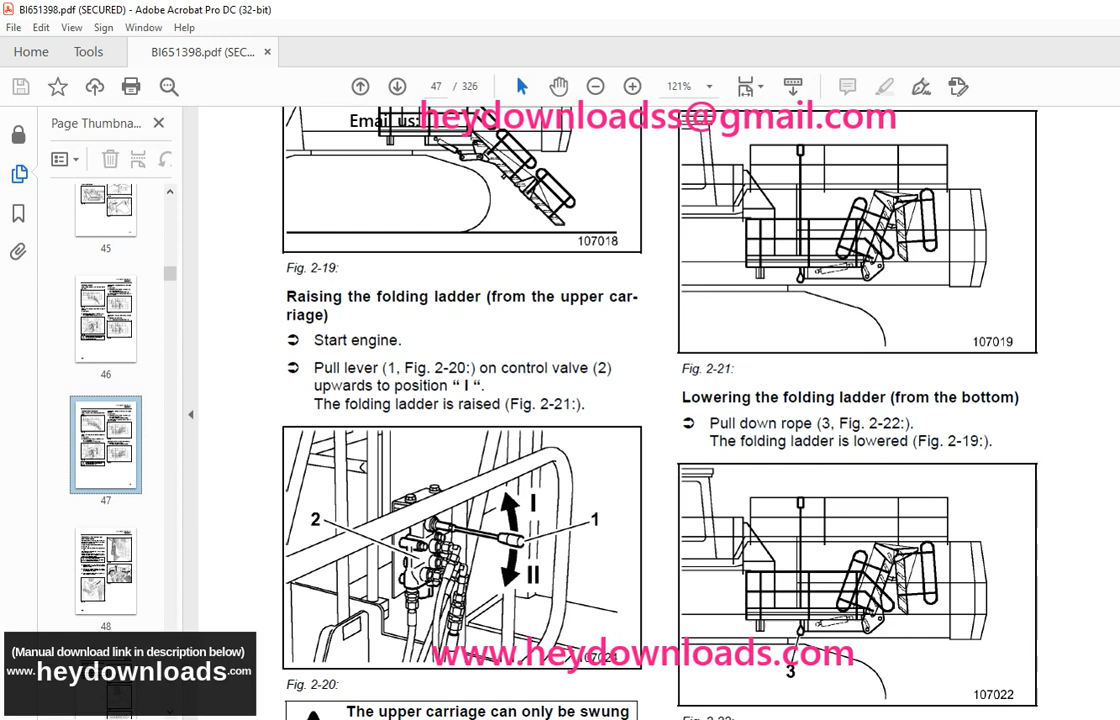 BI651398.pdf (SECURED) - Adobe Acrobat Pro DC (32-bit)
File Edit View Sign Window Help
Home Tools BI651398.pdf (SEC... ×
47 / 326 121%
Page Thumbna...
45
46
47
48
Email us: heydownloadss@gmail.com
107018
Fig. 2-19:
Raising the folding ladder (from the upper car-
riage)
Start engine.
Pull lever (1, Fig. 2-20:) on control valve (2)
upwards to position “ I “.
The folding ladder is raised (Fig. 2-21:).
2
I
1
II
Fig. 2-20:
The upper carriage can only be swung
107019
Fig. 2-21:
Lowering the folding ladder (from the bottom)
Pull down rope (3, Fig. 2-22:).
The folding ladder is lowered (Fig. 2-19:).
3
107022
www.heydownloads.com
(Manual download link in description below)
www.heydownloads.com